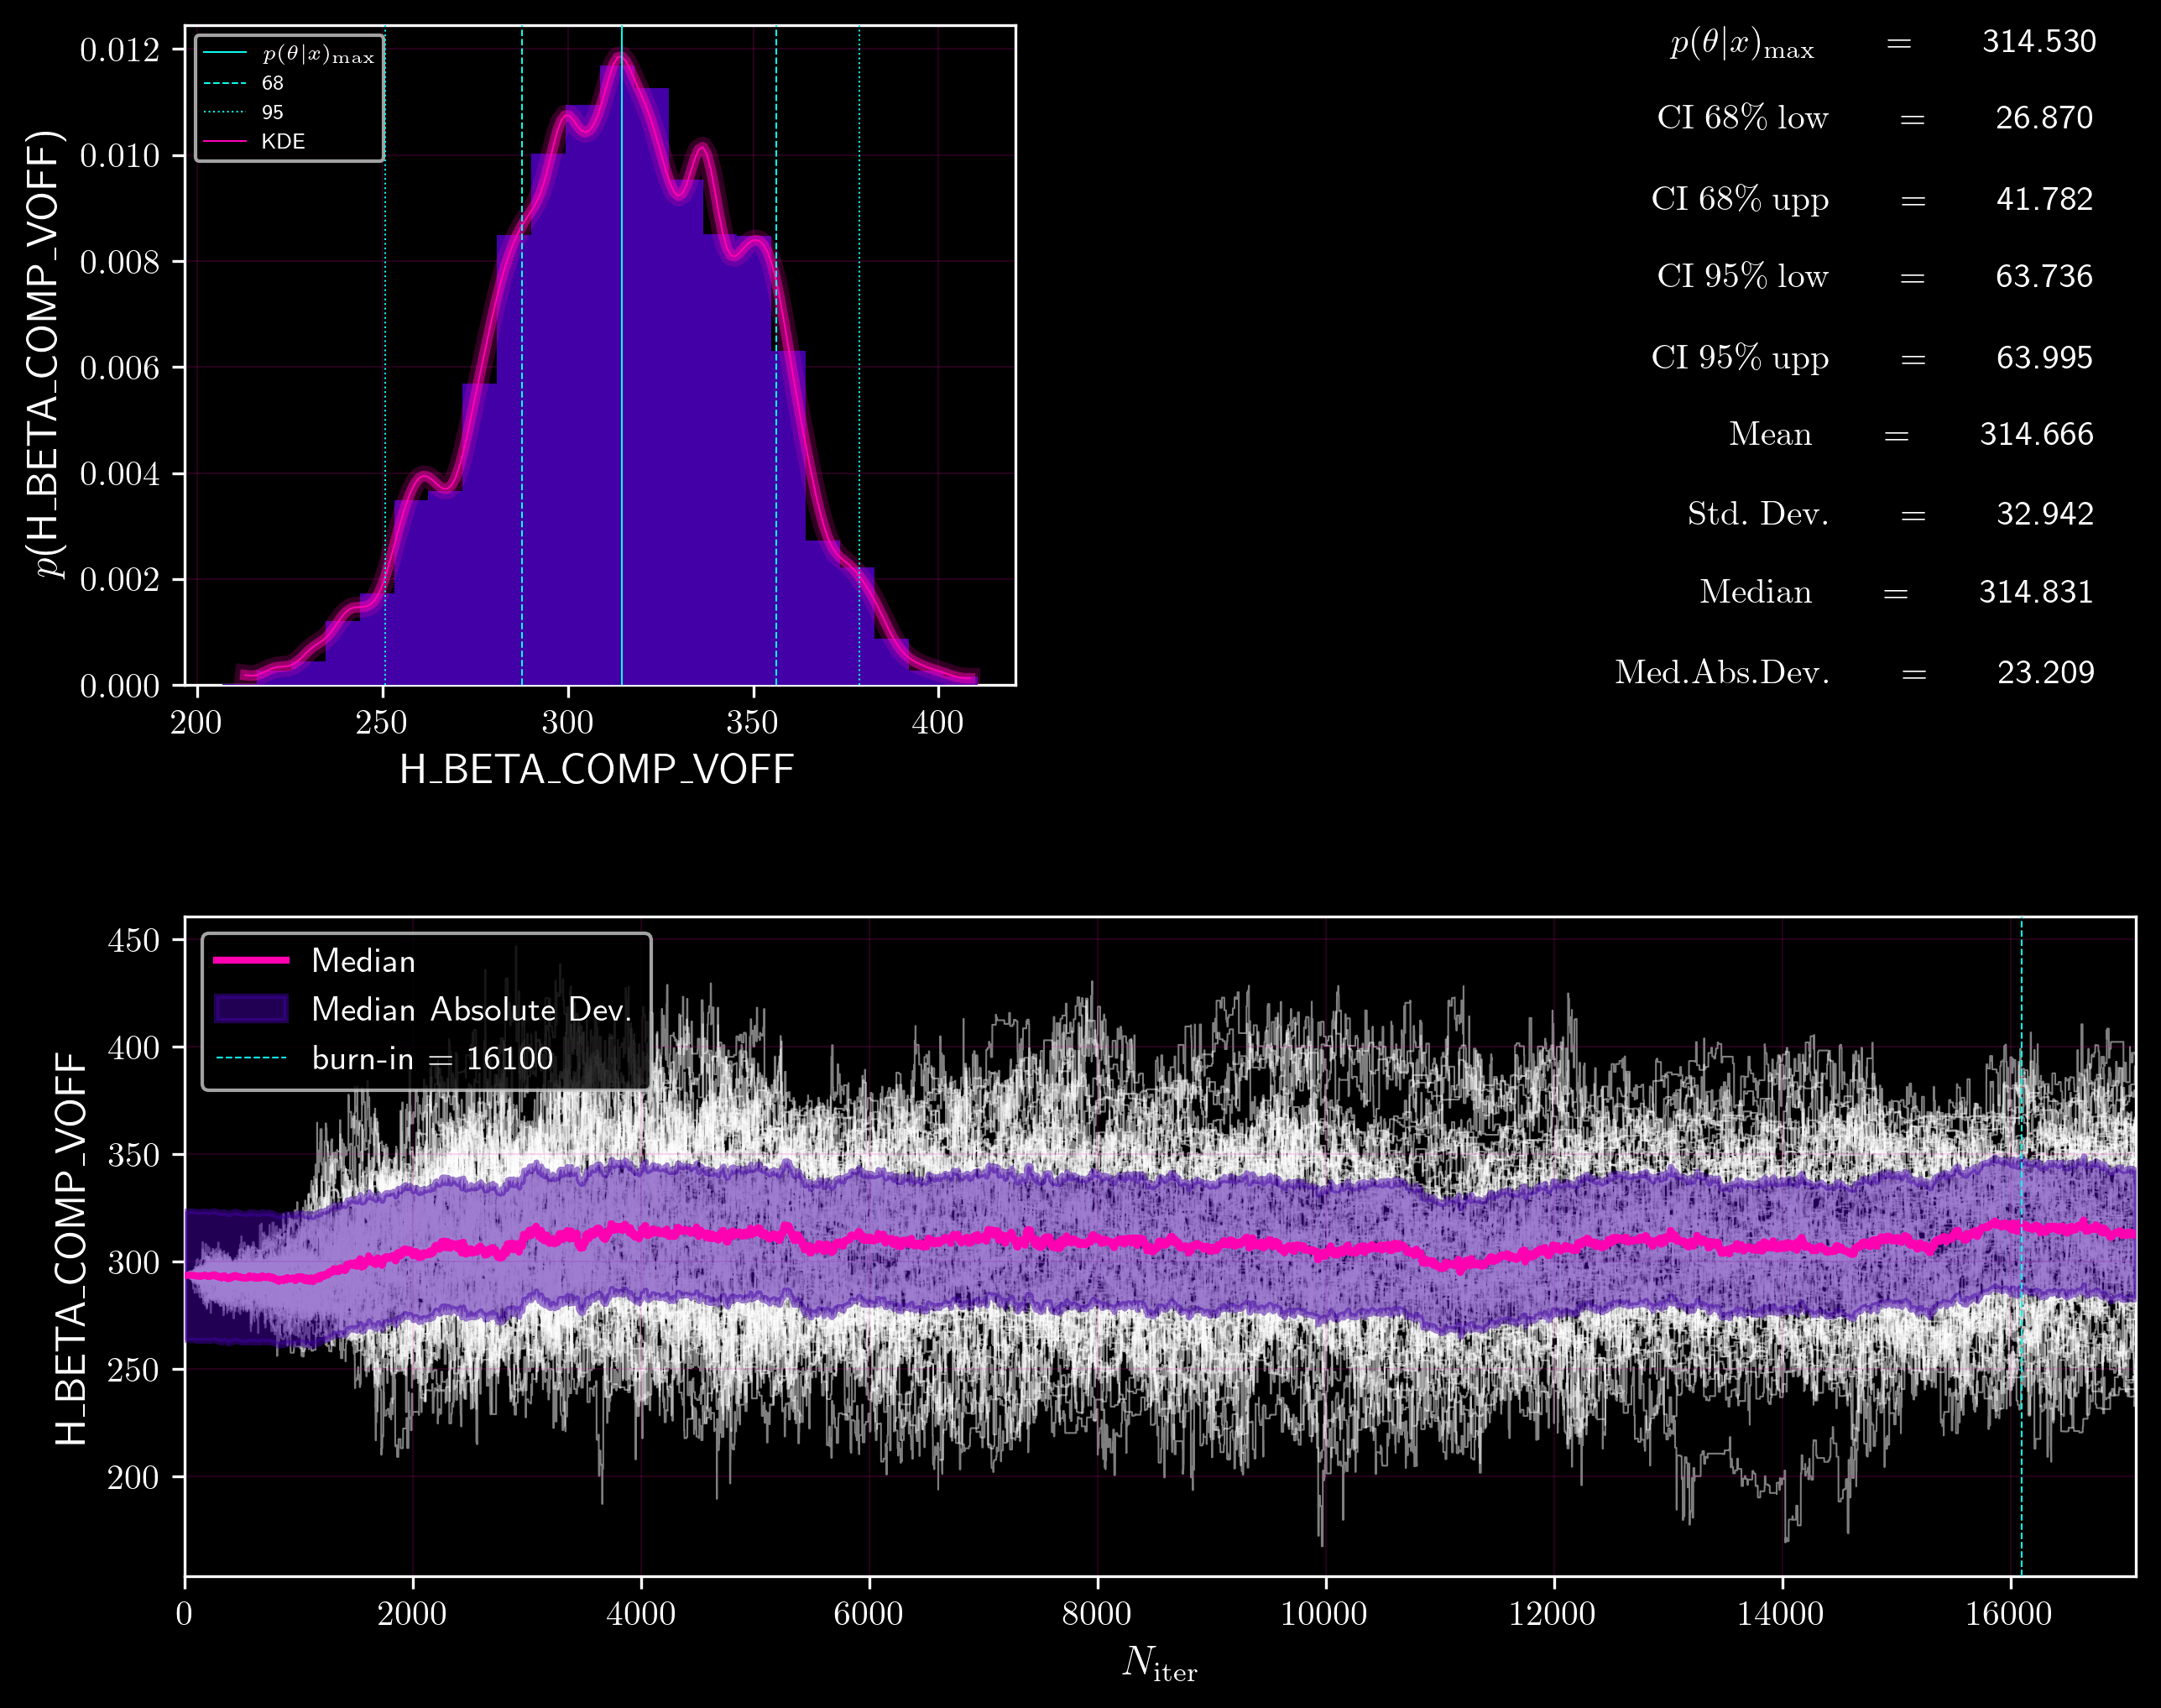 p(H_BETA_COMP_VOFF)
0.012
0.010
0.008
0.006
0.004
0.002
0.000
p(θ|x)max
68
95
KDE
200 250 300 350 400
H_BETA_COMP_VOFF
p(θ|x)max = 314.530
CI 68% low = 26.870
CI 68% upp = 41.782
CI 95% low = 63.736
CI 95% upp = 63.995
Mean = 314.666
Std. Dev. = 32.942
Median = 314.831
Med.Abs.Dev. = 23.209
H_BETA_COMP_VOFF
450
400
350
300
250
200
Median
Median Absolute Dev.
burn-in = 16100
0 2000 4000 6000 8000 10000 12000 14000 16000
Niter